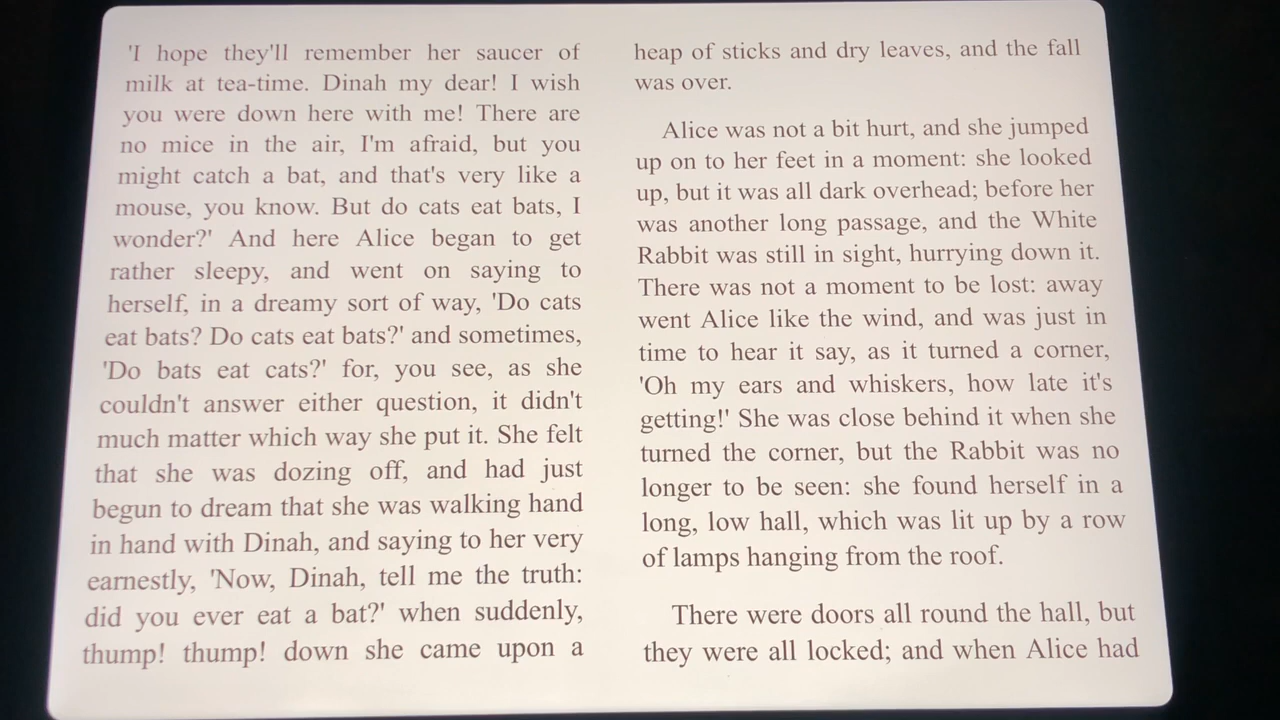 'I hope they'll remember her saucer of
milk at tea-time. Dinah my dear! I wish
you were down here with me! There are
no mice in the air, I'm afraid, but you
might catch a bat, and that's very like a
mouse, you know. But do cats eat bats, I
wonder?' And here Alice began to get
rather sleepy, and went on saying to
herself, in a dreamy sort of way, 'Do cats
eat bats? Do cats eat bats?' and sometimes,
'Do bats eat cats?' for, you see, as she
couldn't answer either question, it didn't
much matter which way she put it. She felt
that she was dozing off, and had just
begun to dream that she was walking hand
in hand with Dinah, and saying to her very
earnestly, 'Now, Dinah, tell me the truth:
did you ever eat a bat?' when suddenly,
thump! thump! down she came upon a
heap of sticks and dry leaves, and the fall
was over.
Alice was not a bit hurt, and she jumped
up on to her feet in a moment: she looked
up, but it was all dark overhead; before her
was another long passage, and the White
Rabbit was still in sight, hurrying down it.
There was not a moment to be lost: away
went Alice like the wind, and was just in
time to hear it say, as it turned a corner,
'Oh my ears and whiskers, how late it's
getting!' She was close behind it when she
turned the corner, but the Rabbit was no
longer to be seen: she found herself in a
long, low hall, which was lit up by a row
of lamps hanging from the roof.
There were doors all round the hall, but
they were all locked; and when Alice had